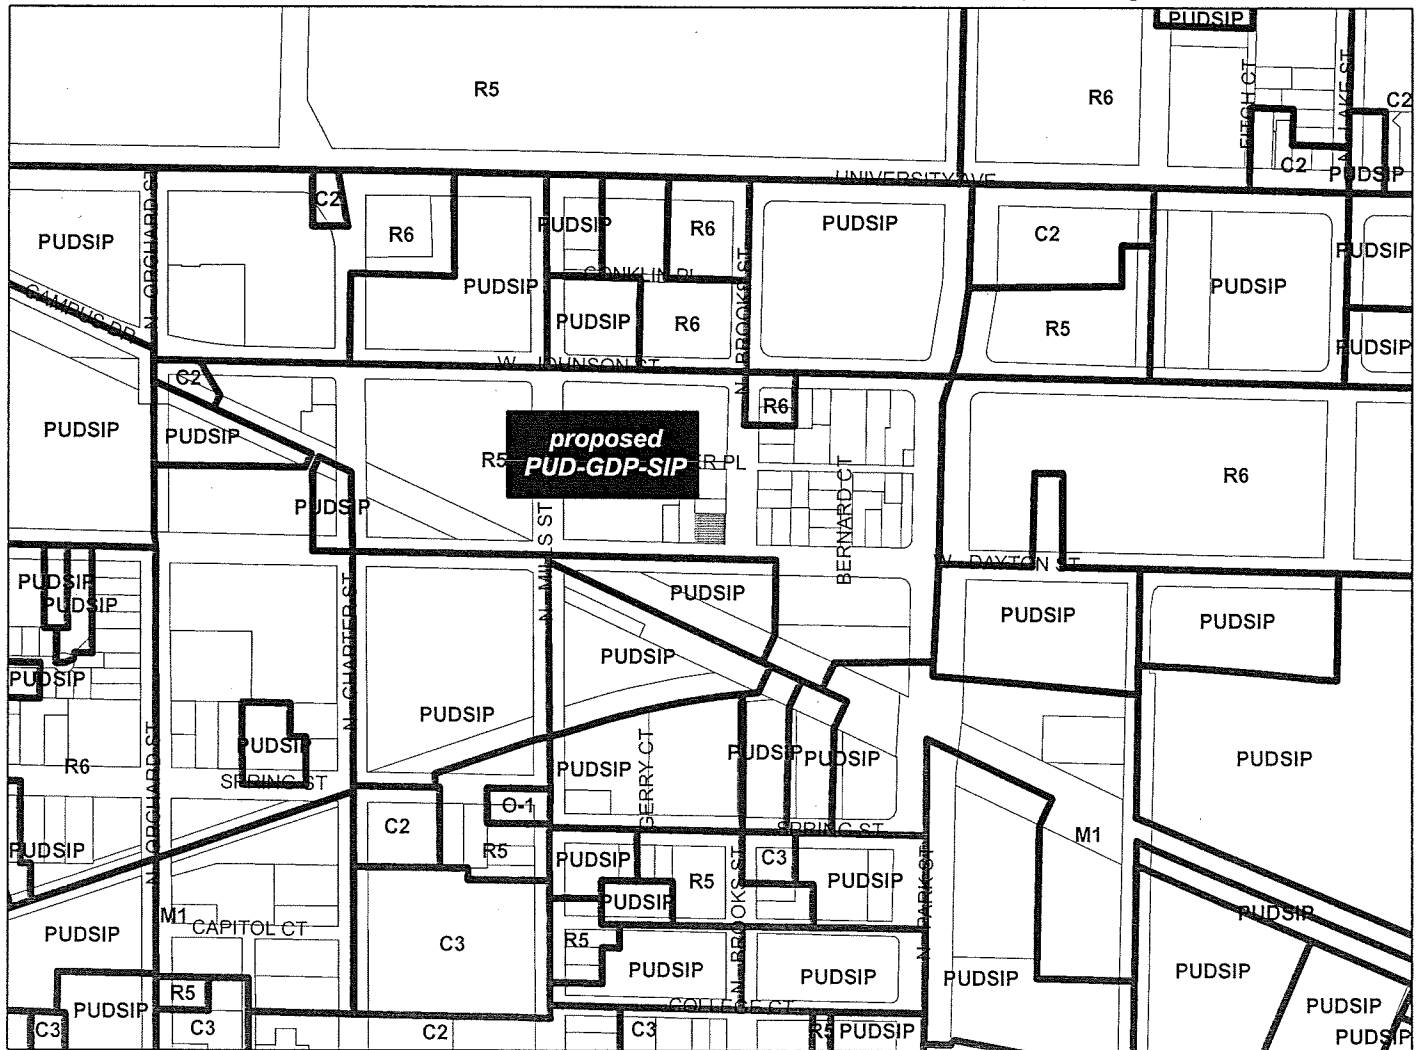 PUDSIP
R5
R6
FITCH CT
N LAKE ST
C2
C2
PUDSIP
UNIVERSITY AVE
N ORCHARD ST
C2
PUDSIP
R6
PUDSIP
R6
PUDSIP
C2
PUDSIP
PUDSIP
CONKLIN PL
PUDSIP
PUDSIP
R6
N BROOKS ST
R5
PUDSIP
CAMPUS DR
W JOHNSON ST
C2
PUDSIP
PUDSIP
R6
proposed
PUD-GDP-SIP
R5
ER PL
R6
PUDSIP
N MILLS ST
BERNARD CT
W DAYTON ST
PUDSIP
PUDSIP
PUDSIP
PUDSIP
PUDSIP
PUDSIP
N CHARTER ST
PUDSIP
PUDSIP
PUDSIP
PUDSIP
R6
N ORCHARD ST
SPRING ST
PUDSIP
GERRY CT
PUDSIP
PUDSIP
PUDSIP
C2
O-1
SPRING ST
M1
PUDSIP
R5
PUDSIP
R5
C3
PUDSIP
N BROOKS ST
N PARK ST
PUDSIP
PUDSIP
M1
CAPITOL CT
PUDSIP
C3
R5
PUDSIP
PUDSIP
PUDSIP
PUDSIP
R5
PUDSIP
COLLEGE CT
PUDSIP
C3
C3
C2
C3
R5
PUDSIP
PUDSIP